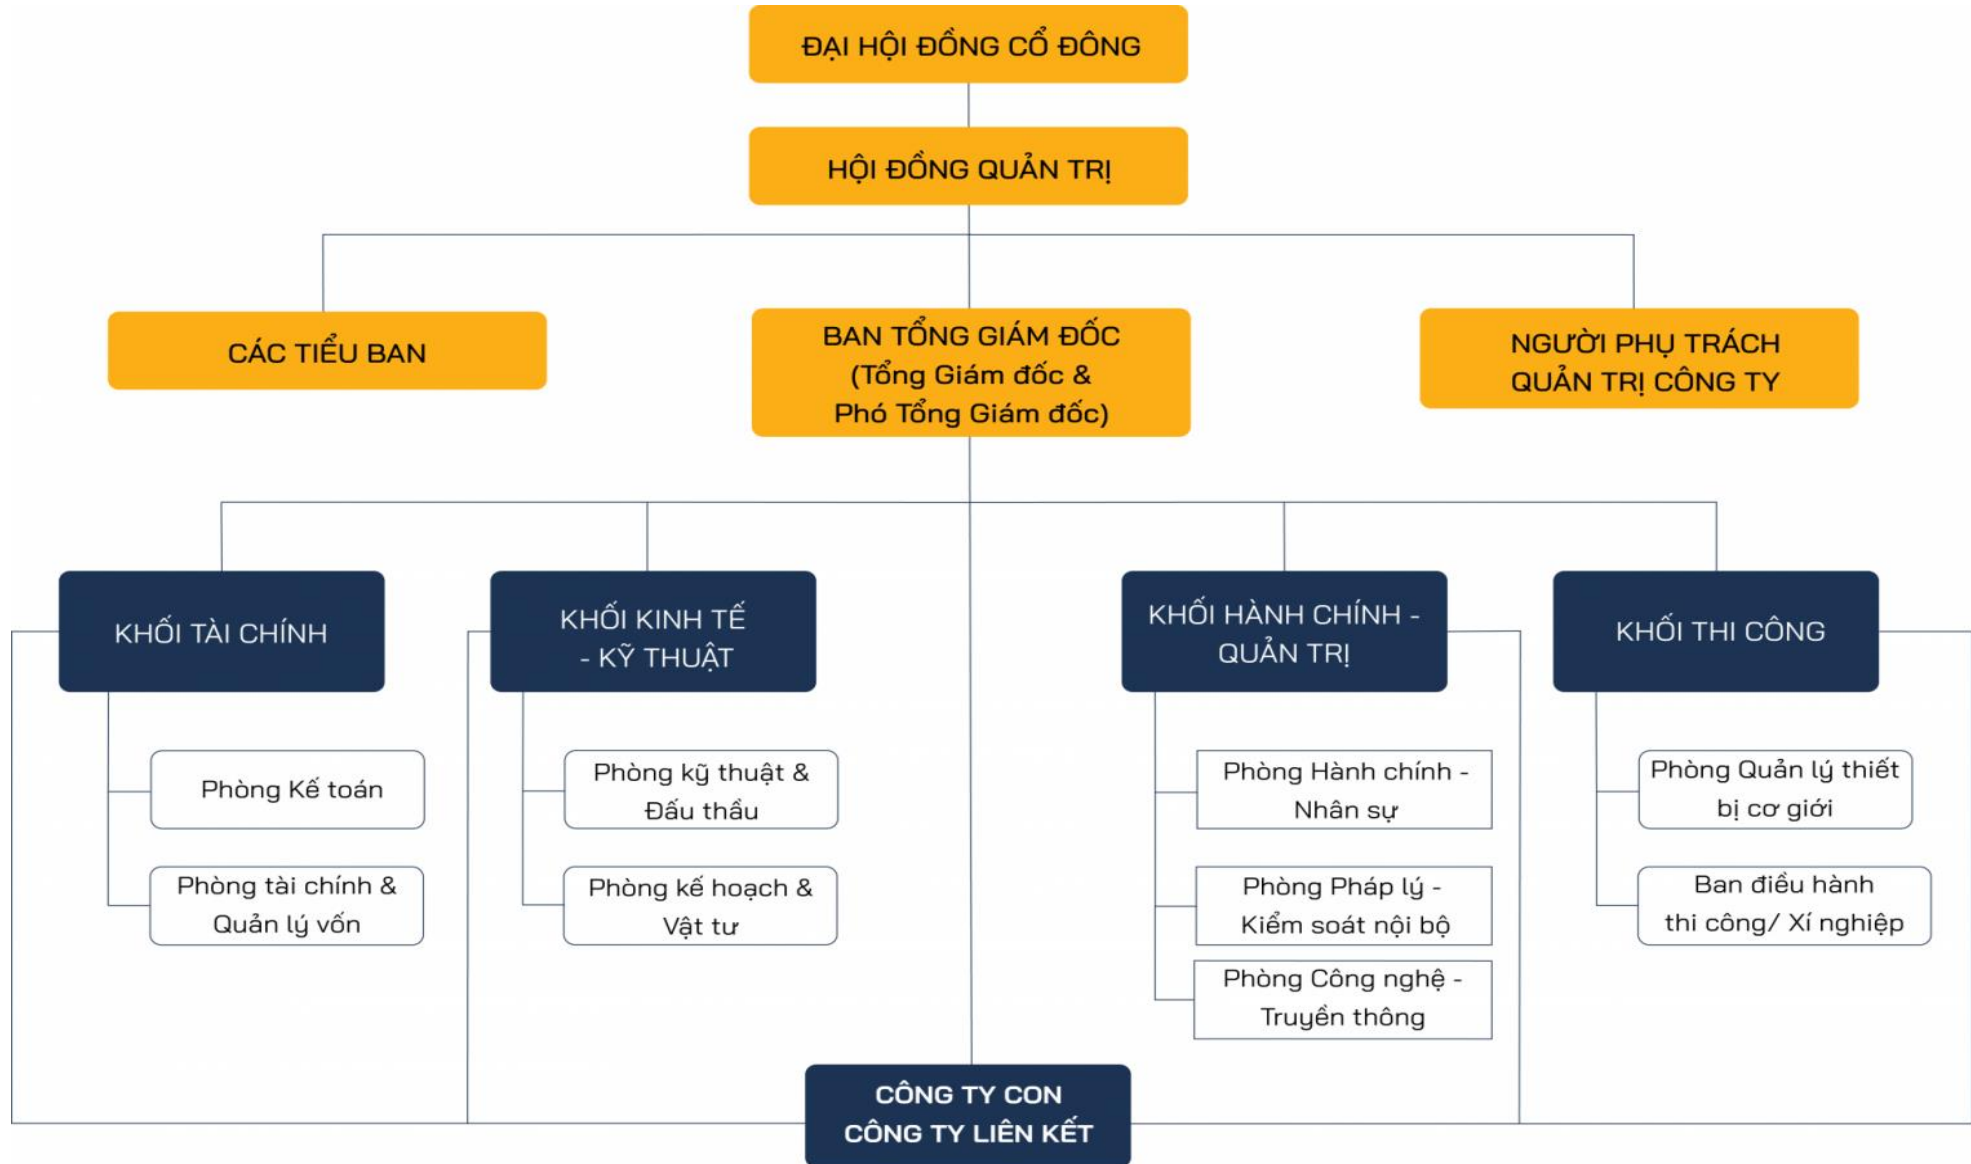 ĐẠI HỘI ĐỒNG CỔ ĐÔNG
HỘI ĐỒNG QUẢN TRỊ
CÁC TIỂU BAN
BAN TỔNG GIÁM ĐỐC
(Tổng Giám đốc &
Phó Tổng Giám đốc)
NGƯỜI PHỤ TRÁCH
QUẢN TRỊ CÔNG TY
KHỐI TÀI CHÍNH
KHỐI KINH TẾ
- KỸ THUẬT
KHỐI HÀNH CHÍNH -
QUẢN TRỊ
KHỐI THI CÔNG
Phòng Kế toán
Phòng tài chính &
Quản lý vốn
Phòng kỹ thuật &
Đấu thầu
Phòng kế hoạch &
Vật tư
Phòng Hành chính -
Nhân sự
Phòng Pháp lý -
Kiểm soát nội bộ
Phòng Công nghệ -
Truyền thông
Phòng Quản lý thiết
bị cơ giới
Ban điều hành
thi công/ Xí nghiệp
CÔNG TY CON
CÔNG TY LIÊN KẾT